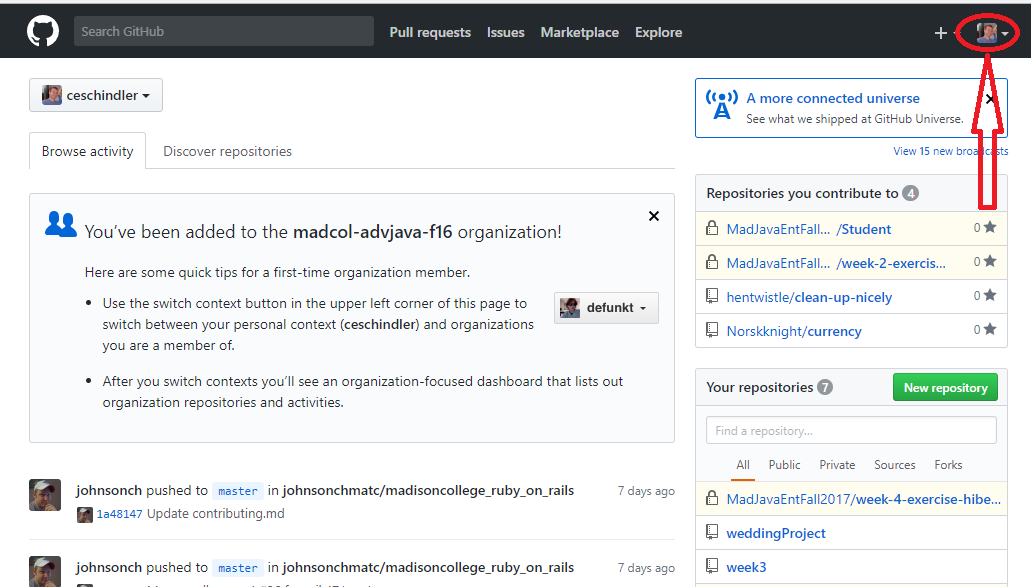 Search GitHub
Pull requests Issues Marketplace Explore
ceschindler
Browse activity Discover repositories
You've been added to the madcol-advjava-f16 organization!
Here are some quick tips for a first-time organization member.
Use the switch context button in the upper left corner of this page to
switch between your personal context (ceschindler) and organizations
you are a member of.
defunkt
After you switch contexts you'll see an organization-focused dashboard that lists out
organization repositories and activities.
johnsonch pushed to master in johnsonchmatc/madisoncollege_ruby_on_rails 7 days ago
1a48147 Update contributing.md
johnsonch pushed to master in johnsonchmatc/madisoncollege_ruby_on_rails 7 days ago
A more connected universe
See what we shipped at GitHub Universe.
View 15 new broadcasts
Repositories you contribute to 4
MadJavaEntFall... /Student 0
MadJavaEntFall... /week-2-exercis... 0
hentwistle/clean-up-nicely 0
Norskknight/currency 0
Your repositories 7 New repository
Find a repository...
All Public Private Sources Forks
MadJavaEntFall2017/week-4-exercise-hibe...
weddingProject
week3